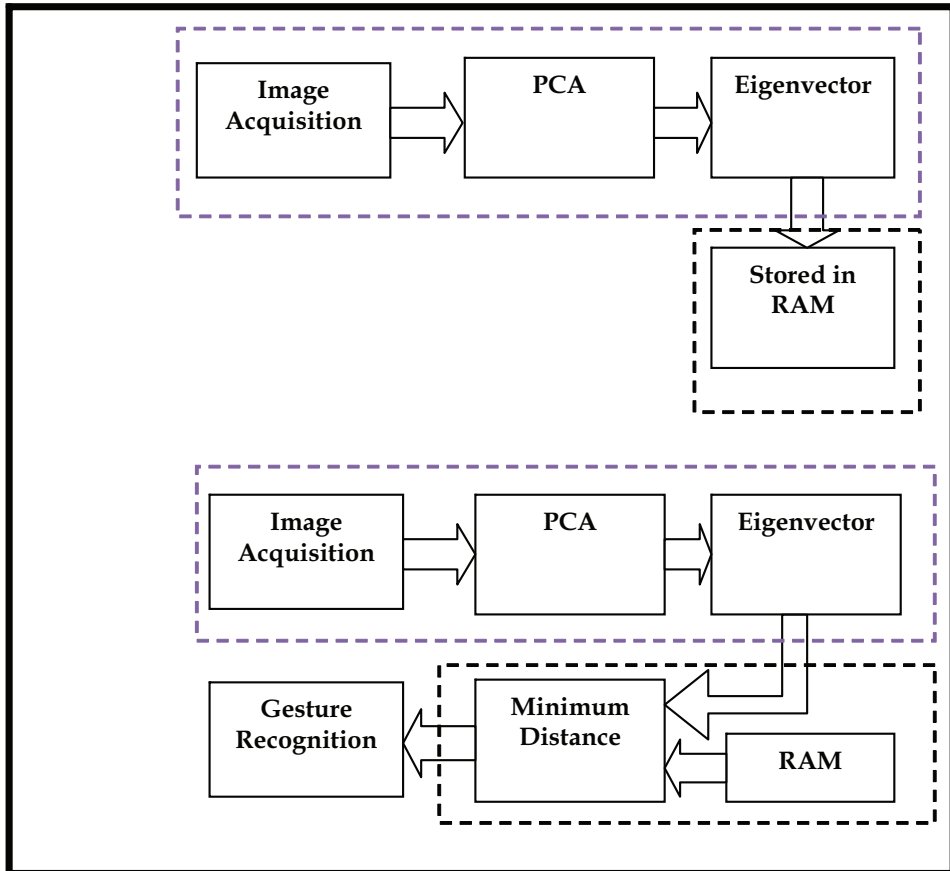 Image
Acquisition
PCA
Eigenvector
Stored in
RAM
Image
Acquisition
PCA
Eigenvector
Gesture
Recognition
Minimum
Distance
RAM